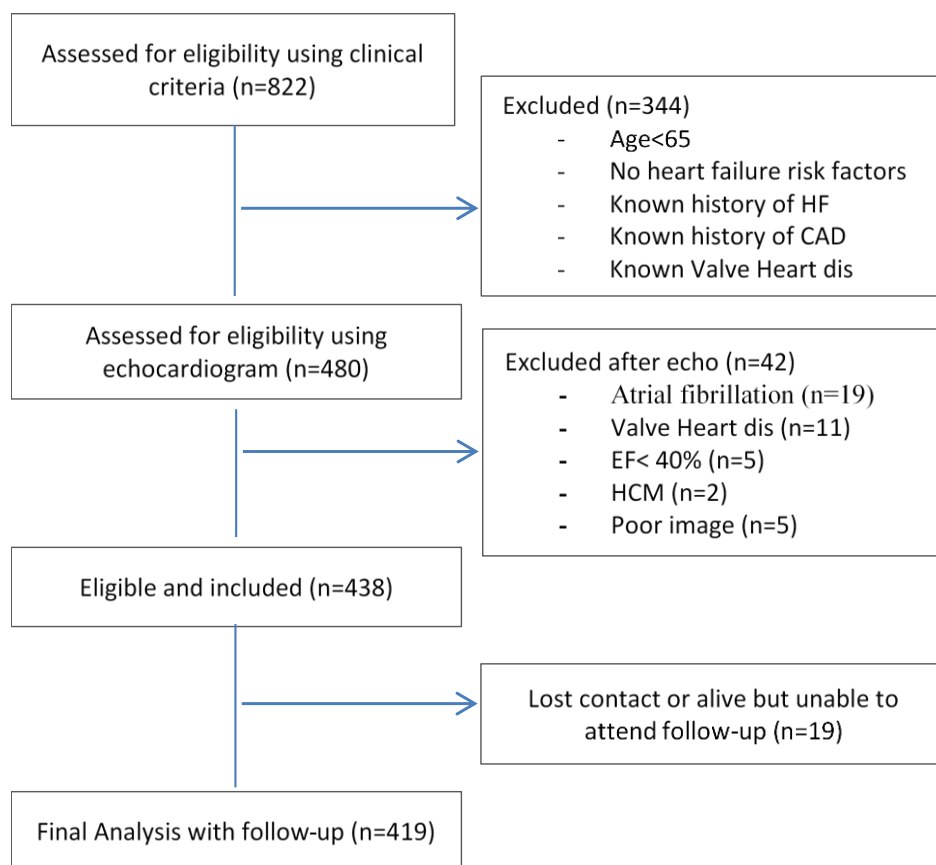 Assessed for eligibility using clinical
criteria (n=822)
Excluded (n=344)
- Age<65
- No heart failure risk factors
- Known history of HF
- Known history of CAD
- Known Valve Heart dis
Assessed for eligibility using
echocardiogram (n=480)
Excluded after echo (n=42)
- Atrial fibrillation (n=19)
- Valve Heart dis (n=11)
- EF< 40% (n=5)
- HCM (n=2)
- Poor image (n=5)
Eligible and included (n=438)
Lost contact or alive but unable to
attend follow-up (n=19)
Final Analysis with follow-up (n=419)